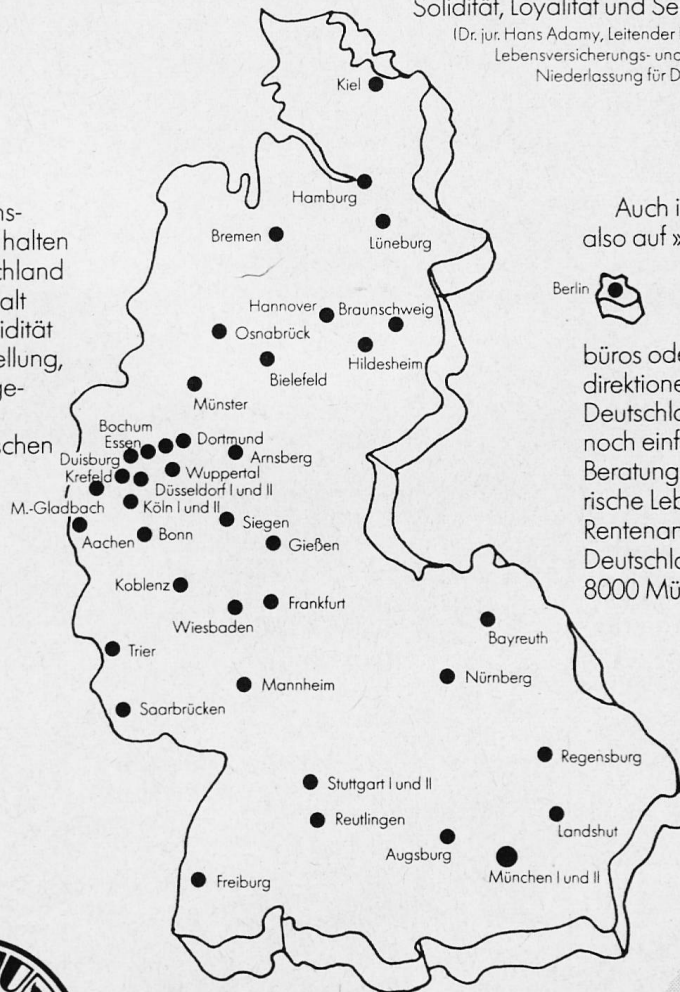 Solidität, Loyalität und Se
(Dr. jur. Hans Adamy, Leitender
Lebensversicherungs- und
Niederlassung für D
Kiel
Hamburg
Bremen
Lüneburg
ns-
halten
chland
alt
idität
ellung,
ge-
schen
Auch i
also auf »
Berlin
büros ode
direktione
Deutschla
noch einf
Beratung
rische Leb
Rentenan
Deutschla
8000 Mü
Hannover
Braunschweig
Osnabrück
Hildesheim
Bielefeld
Münster
Bochum
Essen
Dortmund
Duisburg
Arnsberg
Krefeld
Wuppertal
Düsseldorf I und II
M.-Gladbach
Köln I und II
Siegen
Aachen
Bonn
Gießen
Koblenz
Frankfurt
Wiesbaden
Bayreuth
Trier
Nürnberg
Mannheim
Saarbrücken
Regensburg
Stuttgart I und II
Reutlingen
Landshut
Augsburg
München I und II
Freiburg